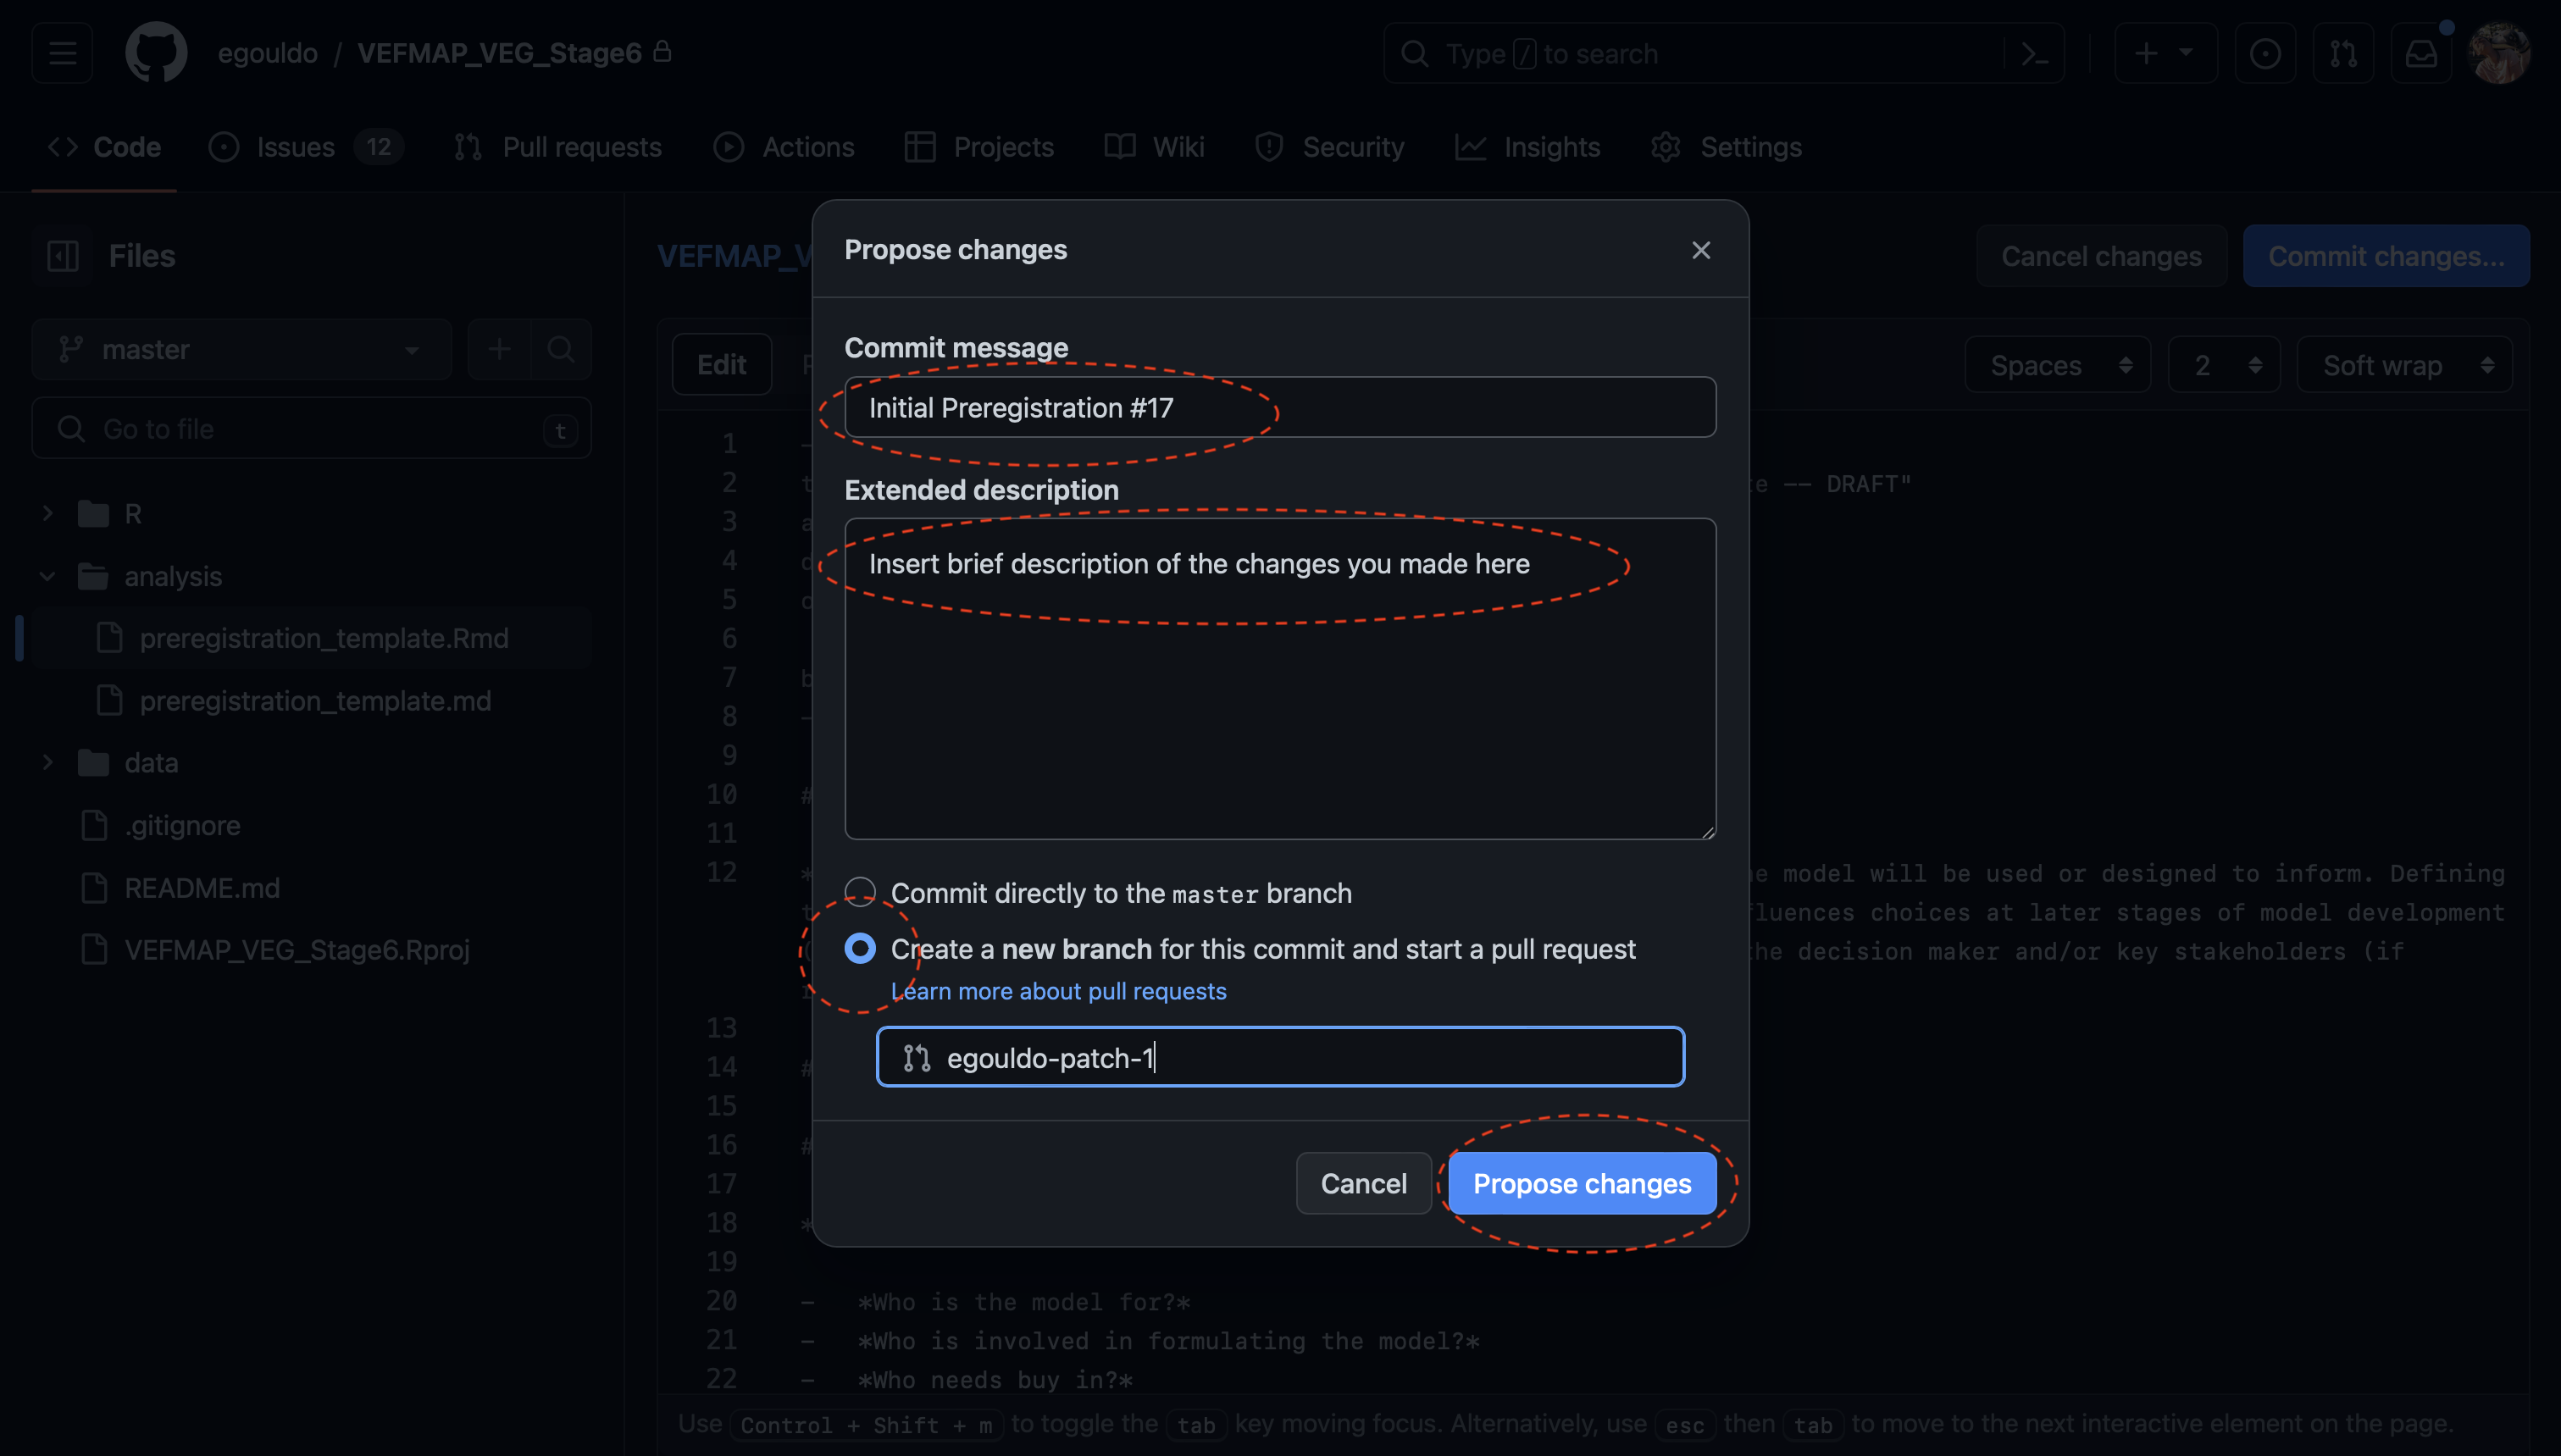 egouldo / VEFMAP_VEG_Stage6
Type / to search
Code
Issues 12
Pull requests
Actions
Projects
Wiki
Security
Insights
Settings
Files
master
Go to file
t
R
analysis
preregistration_template.Rmd
preregistration_template.md
data
.gitignore
README.md
VEFMAP_VEG_Stage6.Rproj
VEFMAP_V
Cancel changes
Commit changes...
Edit
Spaces
2
Soft wrap
Propose changes
Commit message
Initial Preregistration #17
Extended description
Insert brief description of the changes you made here
Commit directly to the master branch
Create a new branch for this commit and start a pull request
Learn more about pull requests
egouldo-patch-1
Cancel
Propose changes
1 -
2 t e -- DRAFT"
3 a
4 d
5 o
6
7 b
8 -
9
10 #
11
12 * e model will be used or designed to inform. Defining
t fluences choices at later stages of model development
( he decision maker and/or key stakeholders (if
13
14 #
15
16 #
17
18 *
19
20 - *Who is the model for?*
21 - *Who is involved in formulating the model?*
22 - *Who needs buy in?*
Use Control + Shift + m to toggle the tab key moving focus. Alternatively, use esc then tab to move to the next interactive element on the page.